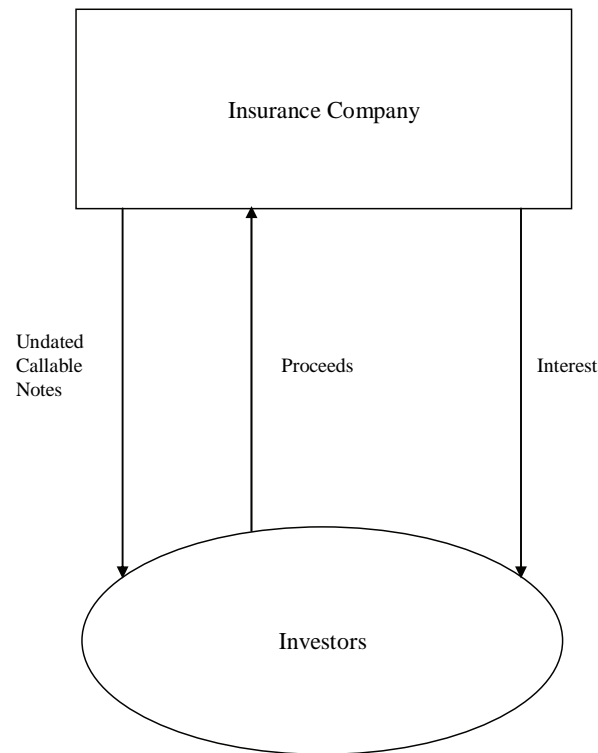 Insurance Company
Undated
Callable
Notes
Proceeds
Interest
Investors